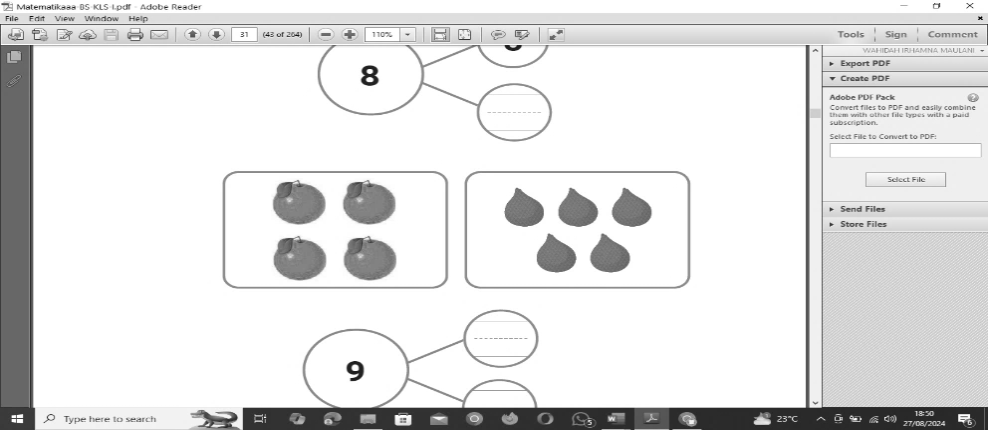 Matematikaaa-BS-KLS-I.pdf - Adobe Reader
File Edit View Window Help
31 (43 of 264) 110% Tools Sign Comment
WAHIDAH IRHAMNA MAULANI
Export PDF
Create PDF
Adobe PDF Pack
Convert files to PDF and easily combine
them with other file types with a paid
subscription.
Select File to Convert to PDF:
Select File
Send Files
Store Files
8
9
Type here to search
5
23°C
18:50
27/08/2024
6